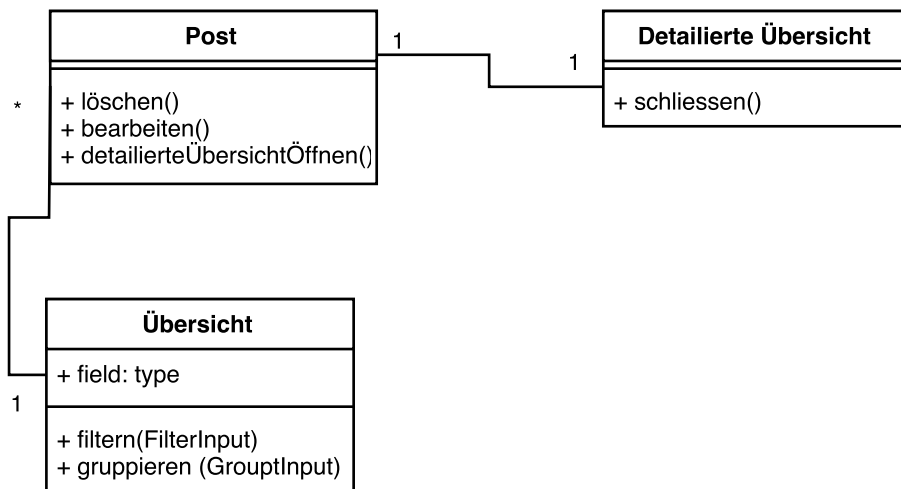 Post
+ löschen()
+ bearbeiten()
+ detailierteÜbersichtÖffnen()
1
1
Detailierte Übersicht
+ schliessen()
*
1
Übersicht
+ field: type
+ filtern(FilterInput)
+ gruppieren (GrouptInput)